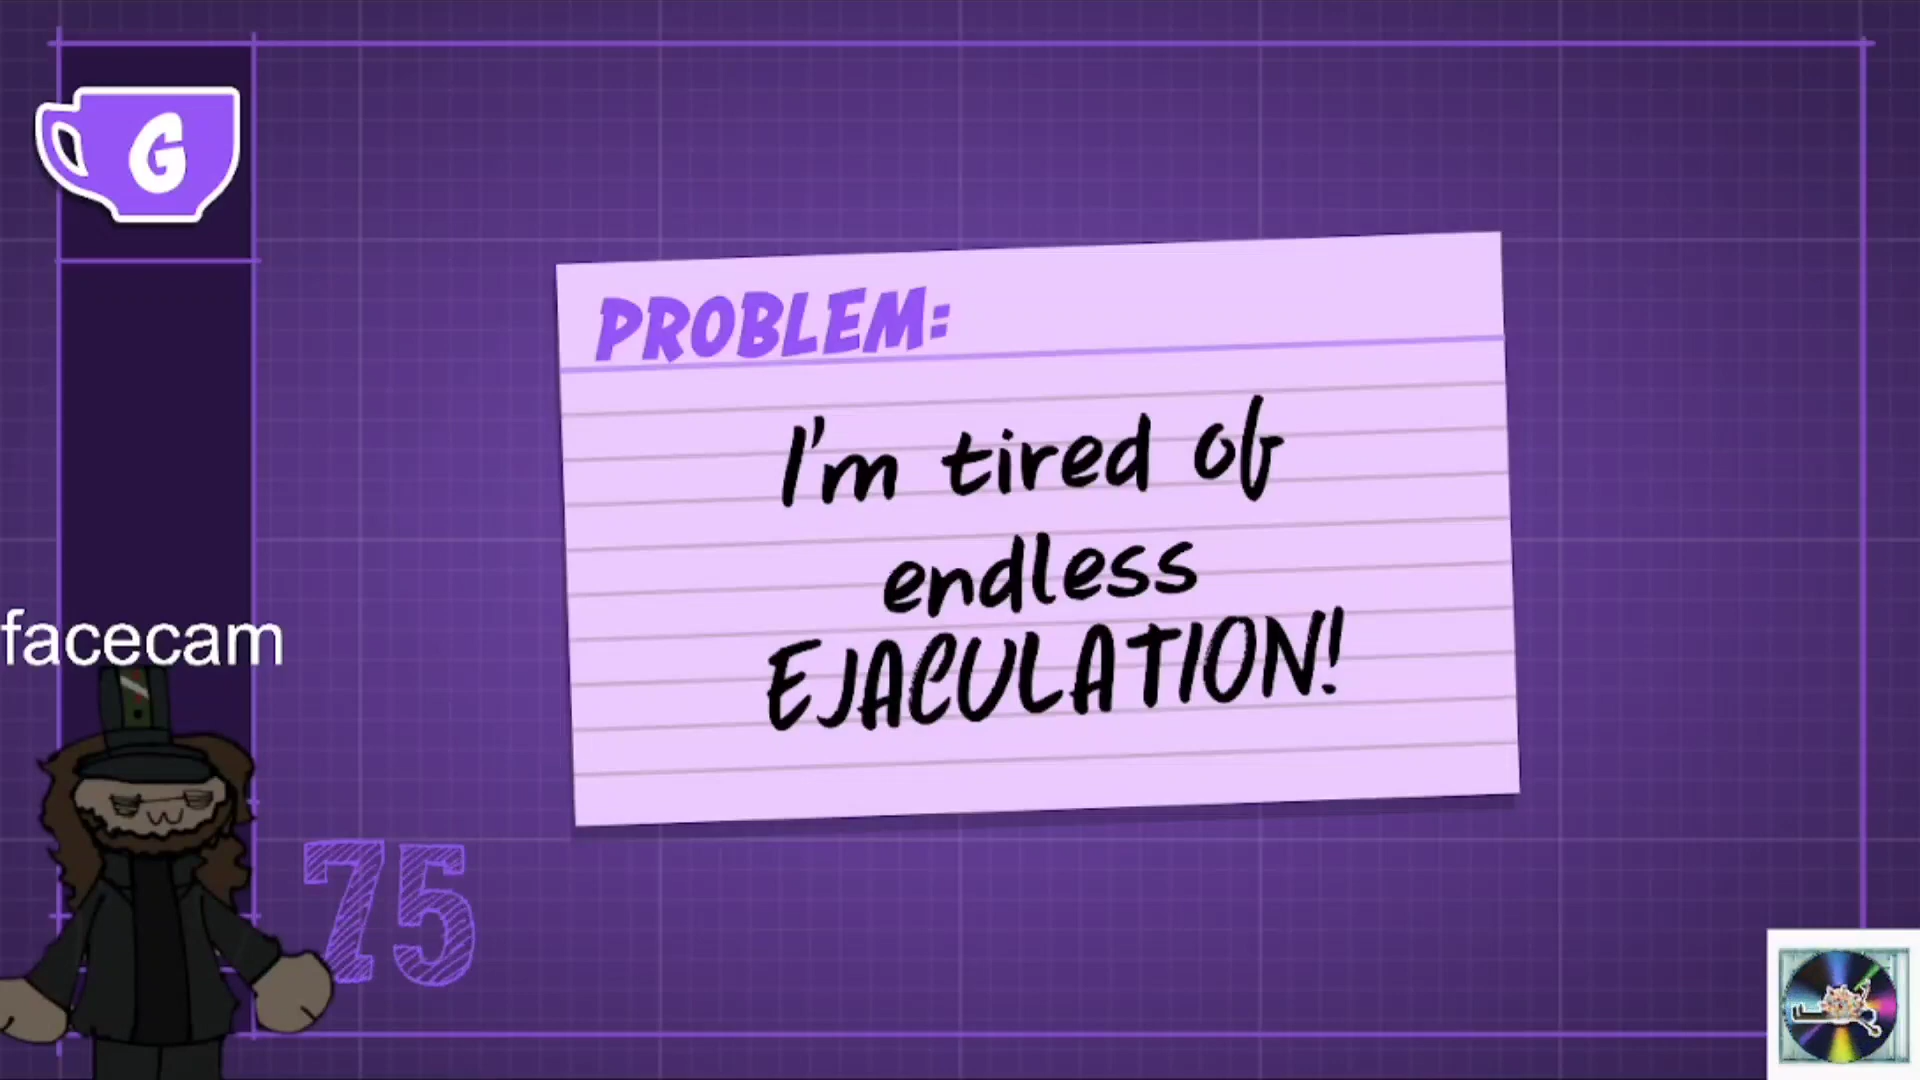 G
PROBLEM:
I'm tired of
endless
EJACULATION!
facecam
75